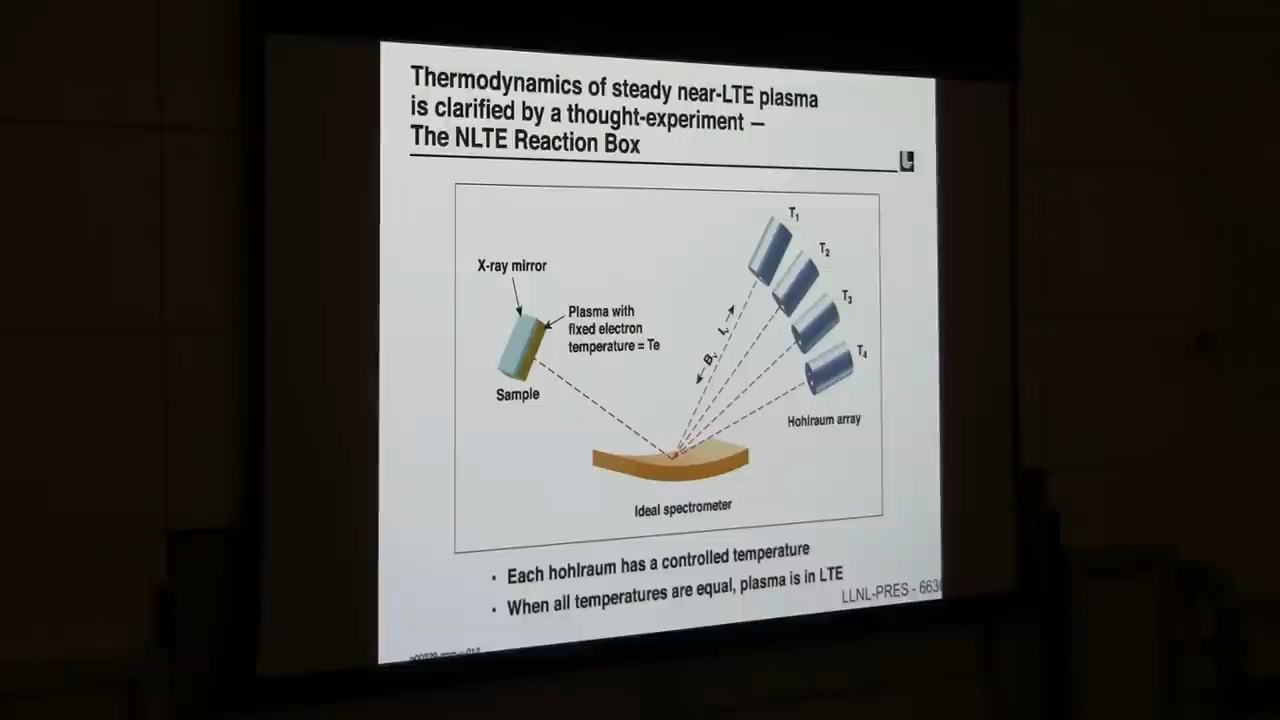 Thermodynamics of steady near-LTE plasma
is clarified by a thought-experiment —
The NLTE Reaction Box
T1
T2
X-ray mirror
T3
Plasma with
fixed electron
temperature = Te
Iν
Bν
T4
Sample
Hohlraum array
Ideal spectrometer
· Each hohlraum has a controlled temperature
· When all temperatures are equal, plasma is in LTE
LLNL-PRES - 663